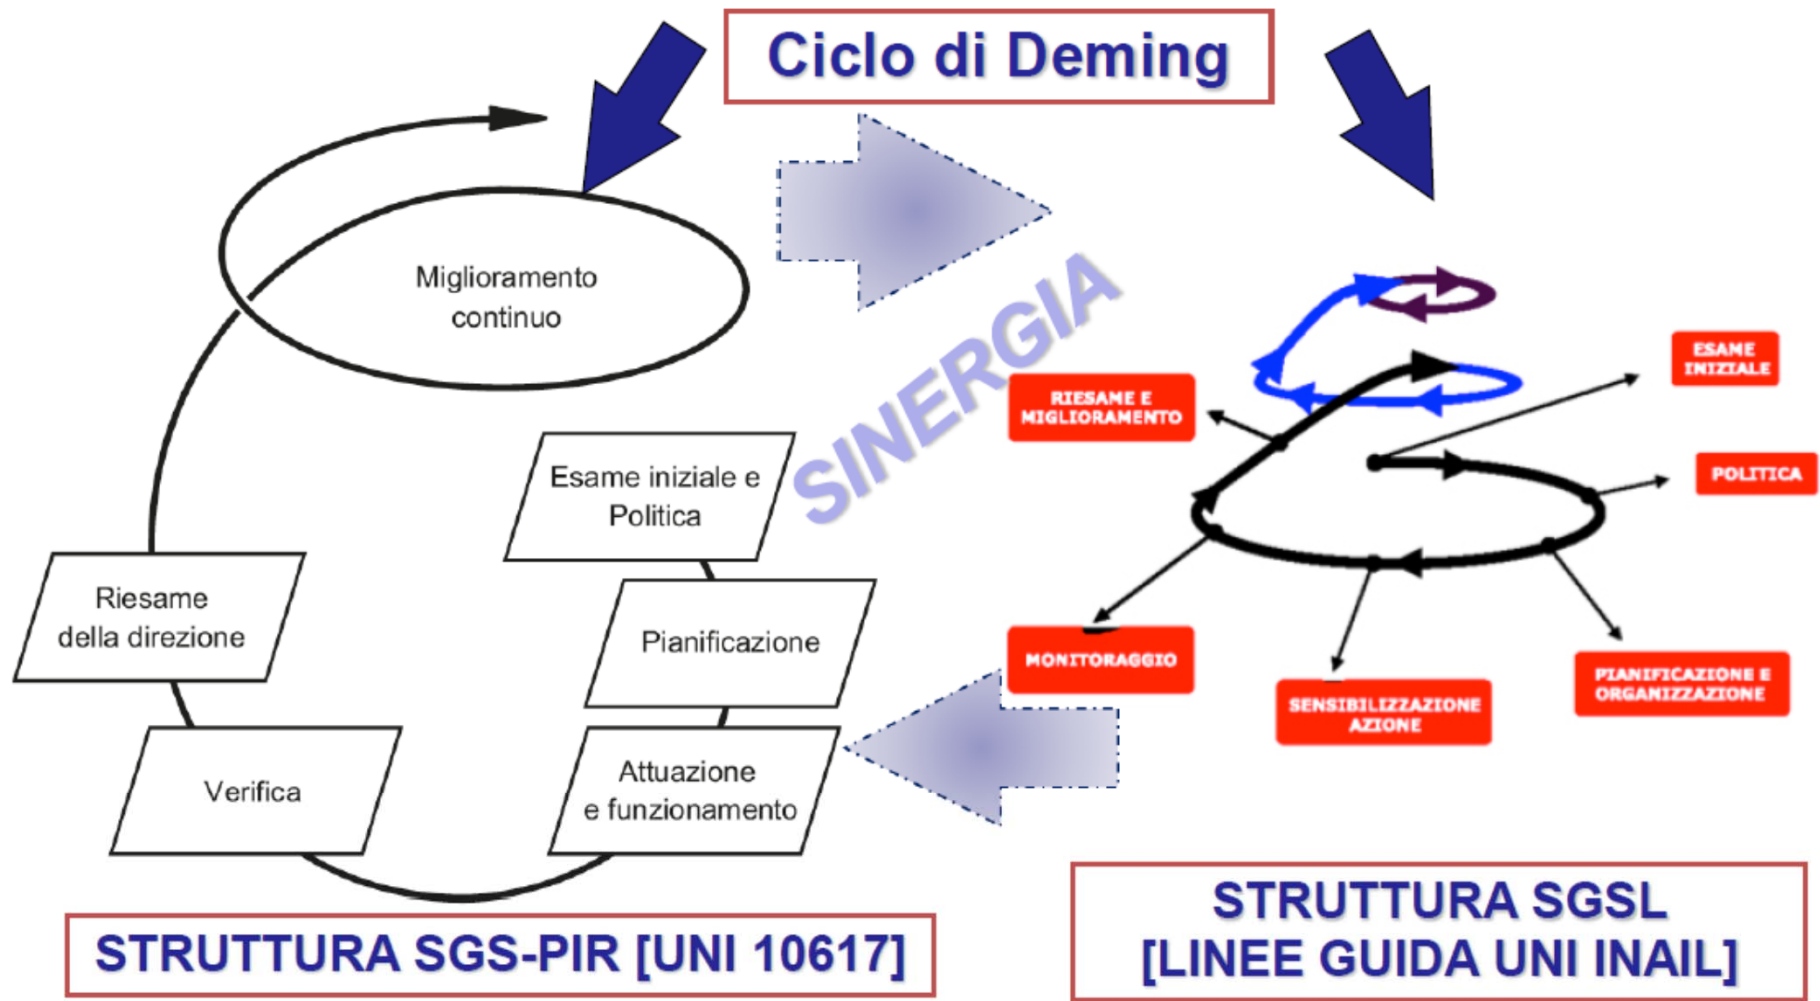 Ciclo di Deming
Miglioramento
continuo
Esame iniziale e
Politica
Pianificazione
Attuazione
e funzionamento
Verifica
Riesame
della direzione
STRUTTURA SGS-PIR [UNI 10617]
SINERGIA
ESAME
INIZIALE
POLITICA
PIANIFICAZIONE E
ORGANIZZAZIONE
SENSIBILIZZAZIONE
AZIONE
MONITORAGGIO
RIESAME E
MIGLIORAMENTO
STRUTTURA SGSL
[LINEE GUIDA UNI INAIL]